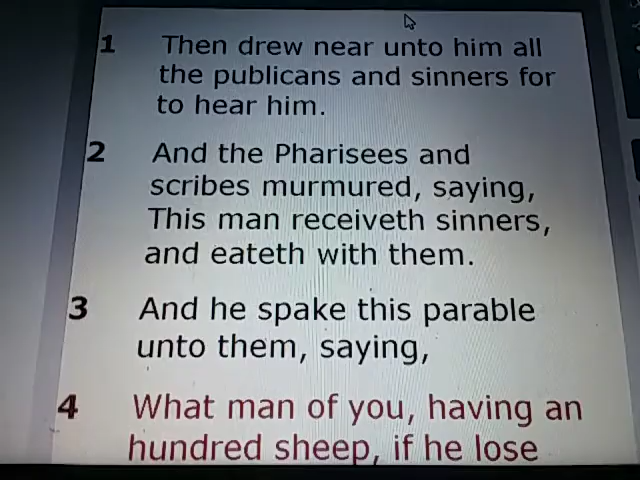 1 Then drew near unto him all
the publicans and sinners for
to hear him.
2 And the Pharisees and
scribes murmured, saying,
This man receiveth sinners,
and eateth with them.
3 And he spake this parable
unto them, saying,
4 What man of you, having an
hundred sheep, if he lose